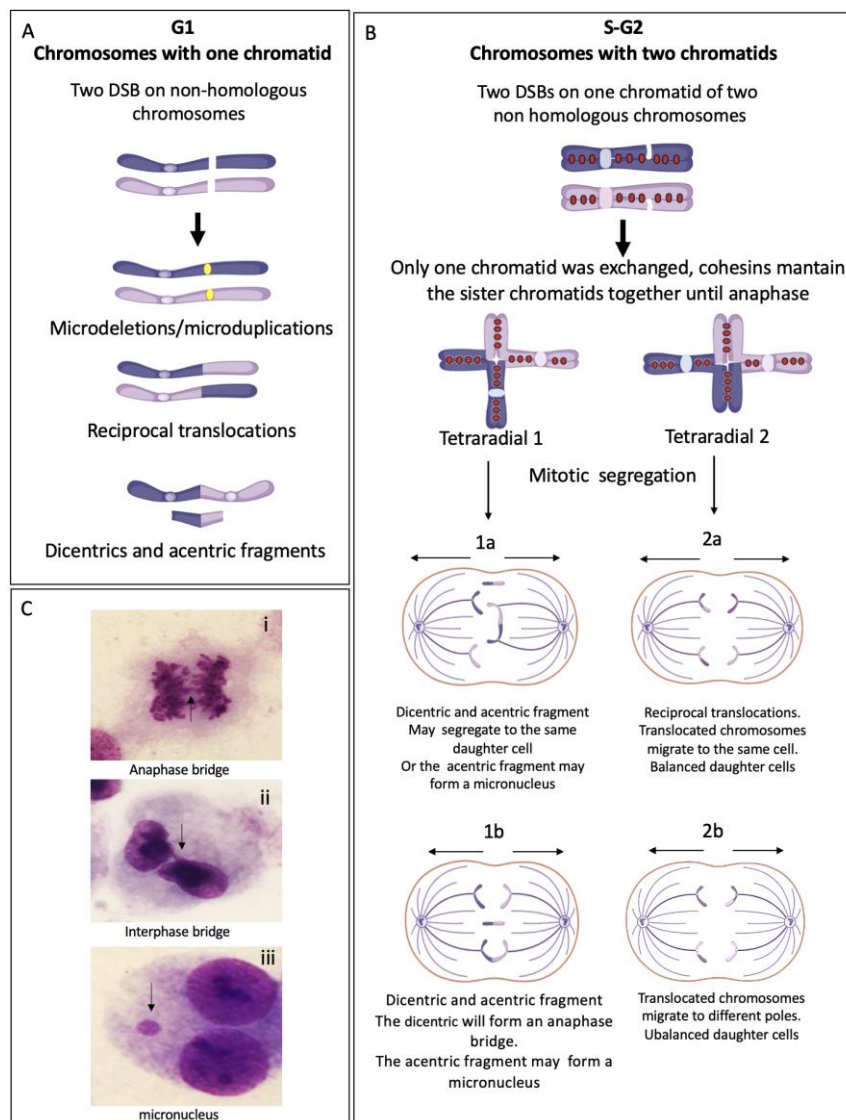 A
G1
Chromosomes with one chromatid
Two DSB on non-homologous
chromosomes
Microdeletions/microduplications
Reciprocal translocations
Dicentrics and acentric fragments
B
S-G2
Chromosomes with two chromatids
Two DSBs on one chromatid of two
non homologous chromosomes
Only one chromatid was exchanged, cohesins mantain
the sister chromatids together until anaphase
Tetraradial 1
Tetraradial 2
Mitotic segregation
1a
Dicentric and acentric fragment
May segregate to the same
daughter cell
Or the acentric fragment may
form a micronucleus
2a
Reciprocal translocations.
Translocated chromosomes
migrate to the same cell.
Balanced daughter cells
1b
Dicentric and acentric fragment
The dicentric will form an anaphase
bridge.
The acentric fragment may form a
micronucleus
2b
Translocated chromosomes
migrate to different poles.
Ubalanced daughter cells
C
i
Anaphase bridge
ii
Interphase bridge
iii
micronucleus